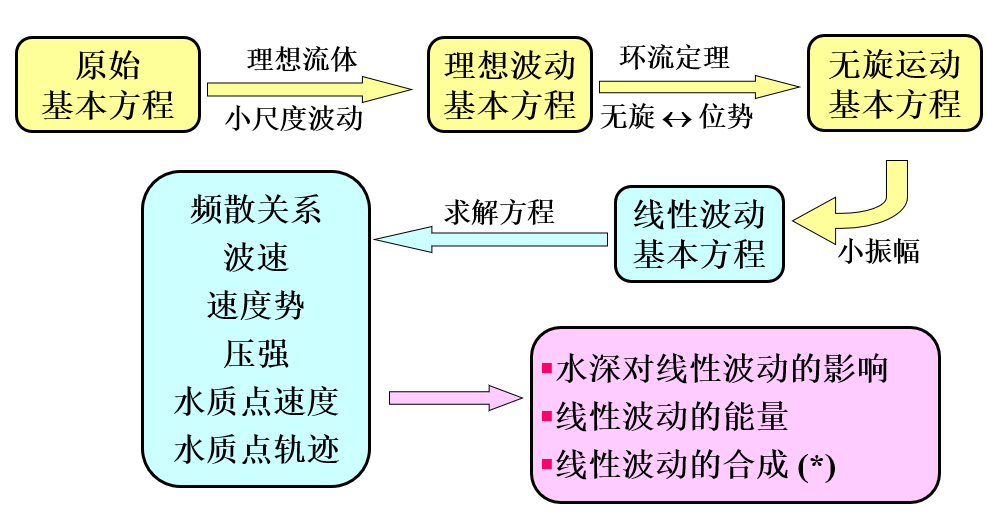 原始
基本方程
理想流体
小尺度波动
理想波动
基本方程
环流定理
无旋 ↔ 位势
无旋运动
基本方程
小振幅
线性波动
基本方程
求解方程
频散关系
波速
速度势
压强
水质点速度
水质点轨迹
▪水深对线性波动的影响
▪线性波动的能量
▪线性波动的合成 (*)